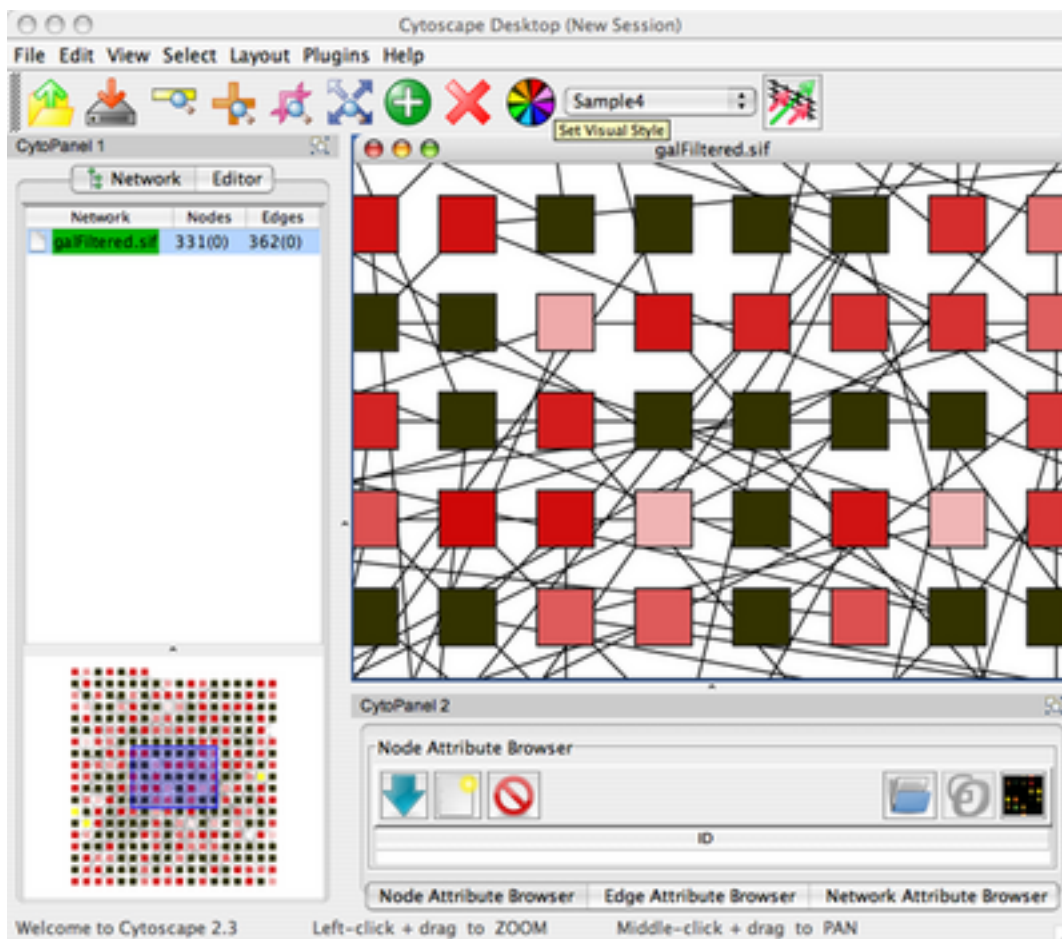 Cytoscape Desktop (New Session)
File Edit View Select Layout Plugins Help
Sample4
Set Visual Style
CytoPanel 1
galFiltered.sif
Network Editor
Network Nodes Edges
galFiltered.sif 331(0) 362(0)
CytoPanel 2
Node Attribute Browser
ID
Node Attribute Browser Edge Attribute Browser Network Attribute Browser
Welcome to Cytoscape 2.3 Left-click + drag to ZOOM Middle-click + drag to PAN